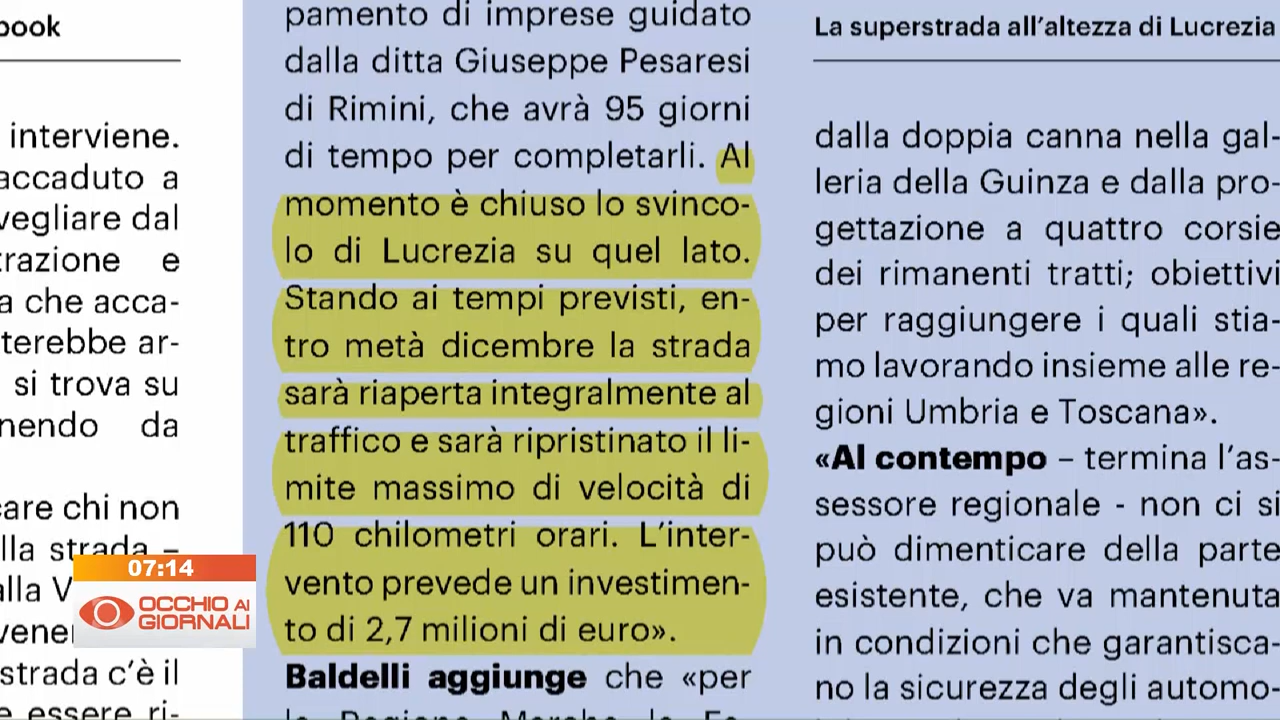 book
interviene.
accaduto a
vegliare dal
trazione e
a che acca-
terebbe ar-
si trova su
nendo da
care chi non
lla strada –
alla V
vener
strada c'è il
e essere ri-
pamento di imprese guidato
dalla ditta Giuseppe Pesaresi
di Rimini, che avrà 95 giorni
di tempo per completarli. Al
momento è chiuso lo svinco-
lo di Lucrezia su quel lato.
Stando ai tempi previsti, en-
tro metà dicembre la strada
sarà riaperta integralmente al
traffico e sarà ripristinato il li-
mite massimo di velocità di
110 chilometri orari. L'inter-
vento prevede un investimen-
to di 2,7 milioni di euro».
Baldelli aggiunge che «per
La superstrada all'altezza di Lucrezia
dalla doppia canna nella gal-
leria della Guinza e dalla pro-
gettazione a quattro corsie
dei rimanenti tratti; obiettivi
per raggiungere i quali stia-
mo lavorando insieme alle re-
gioni Umbria e Toscana».
«Al contempo – termina l'as-
sessore regionale - non ci si
può dimenticare della parte
esistente, che va mantenuta
in condizioni che garantisca-
no la sicurezza degli automo-
07:14
OCCHIO AI
GIORNALI